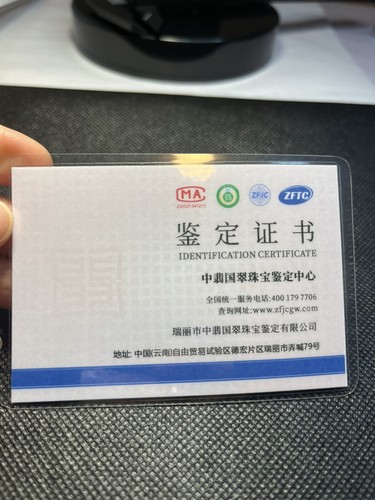 MA
ZFJC
ZFTC
鉴定证书
IDENTIFICATION CERTIFICATE
中翡国翠珠宝鉴定中心
全国统一服务电话:400 179 7706
查询网址:www.zfjcgw.com
瑞丽市中翡国翠珠宝鉴定有限公司
地址: 中国(云南)自由贸易试验区德宏片区瑞丽市弄喊79号